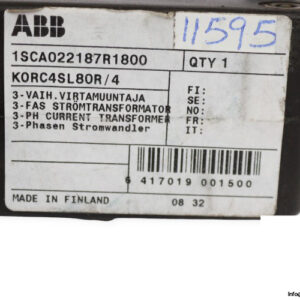 ABB
11595
1SCA022187R1800
QTY 1
KORC4SL80R/4
3-VAIH.VIRTAMUUNTAJA
3-FAS STRÖMTRANSFORMATOR
3-PH CURRENT TRANSFORMER
3-Phasen Stromwandler
FI:
SE:
NO:
FR:
IT:
6 417019 001500
MADE IN FINLAND
08 32